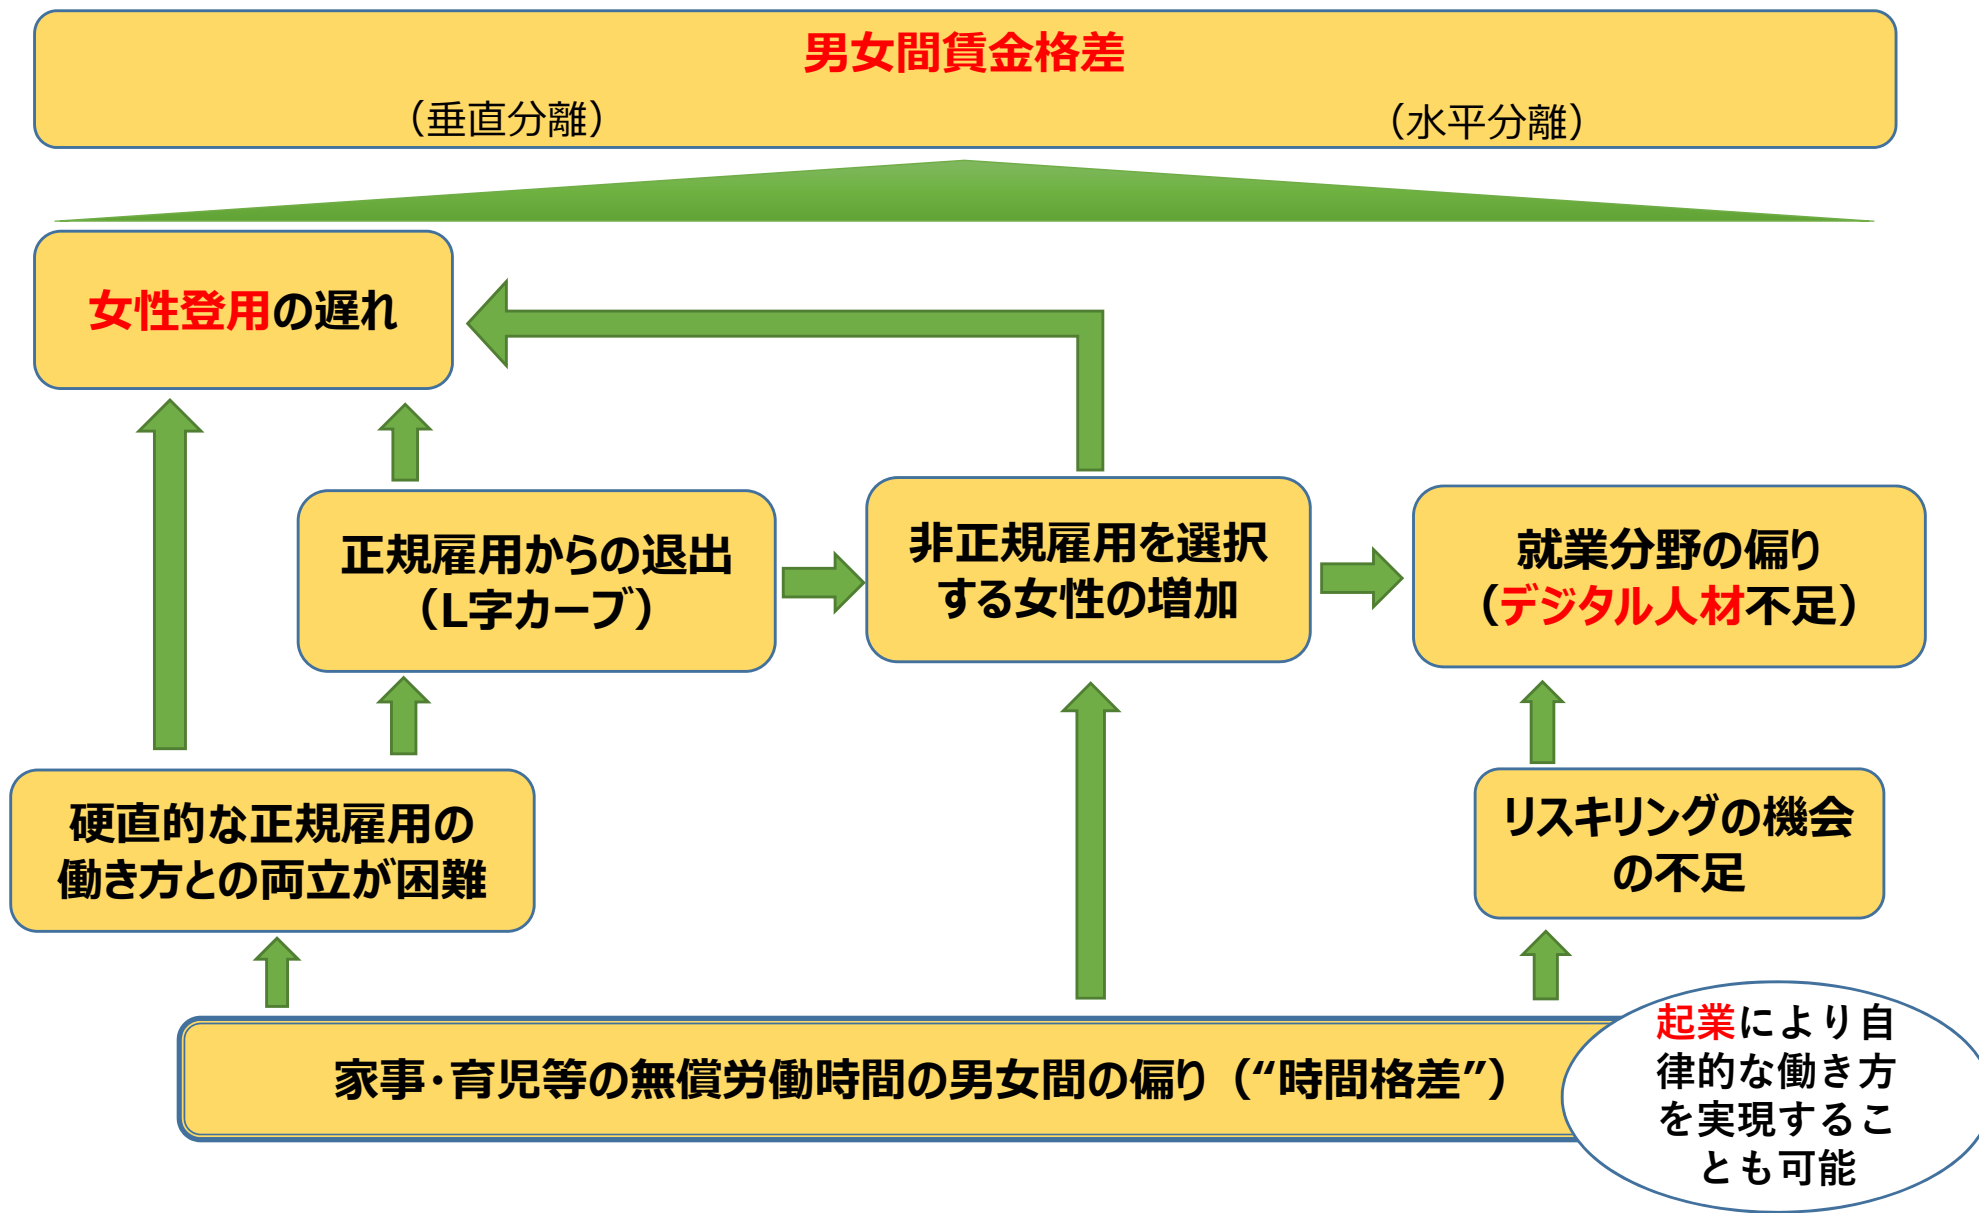 男女間賃金格差
（垂直分離）
（水平分離）
女性登用の遅れ
正規雇用からの退出
（L字カーブ）
非正規雇用を選択
する女性の増加
就業分野の偏り
（デジタル人材不足）
硬直的な正規雇用の
働き方との両立が困難
リスキリングの機会
の不足
家事・育児等の無償労働時間の男女間の偏り（“時間格差”）
起業により自
律的な働き方
を実現するこ
とも可能